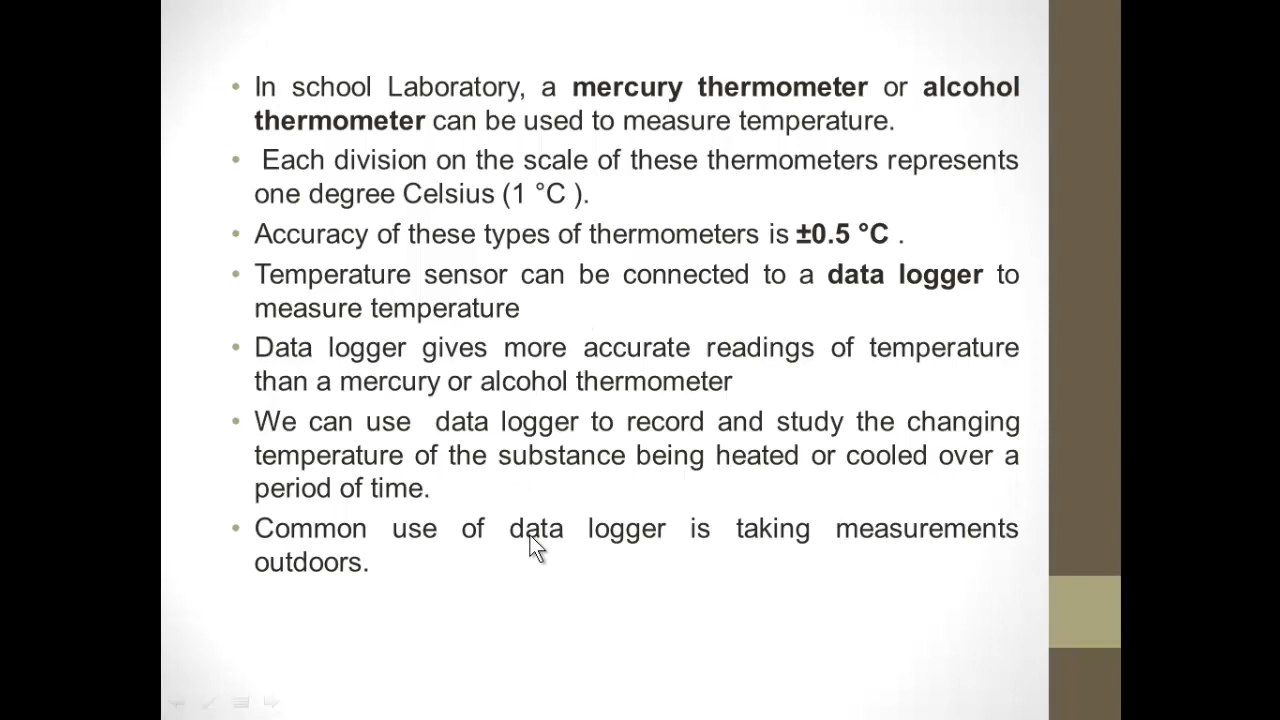 • In school Laboratory, a mercury thermometer or alcohol
thermometer can be used to measure temperature.
• Each division on the scale of these thermometers represents
one degree Celsius (1 °C ).
• Accuracy of these types of thermometers is ±0.5 °C .
• Temperature sensor can be connected to a data logger to
measure temperature
• Data logger gives more accurate readings of temperature
than a mercury or alcohol thermometer
• We can use data logger to record and study the changing
temperature of the substance being heated or cooled over a
period of time.
• Common use of data logger is taking measurements
outdoors.